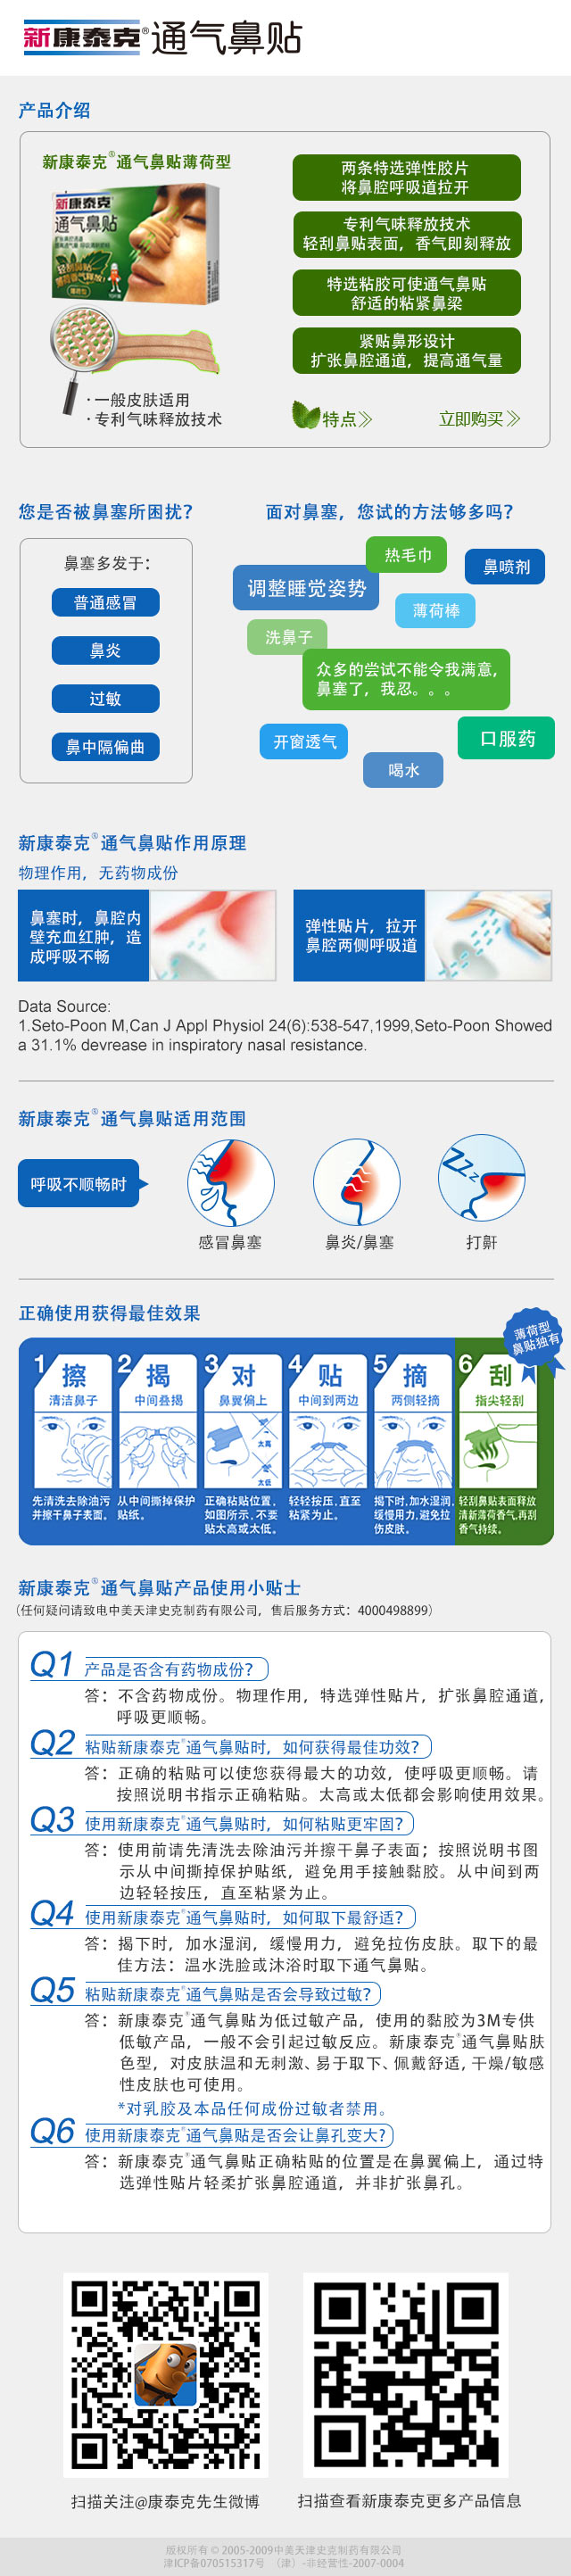 新康泰克®通气鼻贴
产品介绍
新康泰克®通气鼻贴薄荷型
新康泰克
通气鼻贴
·一般皮肤适用
·专利气味释放技术
两条特选弹性胶片
将鼻腔呼吸道拉开
专利气味释放技术
轻刮鼻贴表面，香气即刻释放
特选粘胶可使通气鼻贴
舒适的粘紧鼻梁
紧贴鼻形设计
扩张鼻腔通道，提高通气量
特点
立即购买
您是否被鼻塞所困扰？
鼻塞多发于：
普通感冒
鼻炎
过敏
鼻中隔偏曲
面对鼻塞，您试的方法够多吗？
热毛巾
鼻喷剂
调整睡觉姿势
薄荷棒
洗鼻子
众多的尝试不能令我满意，
鼻塞了，我忍。。。
口服药
开窗透气
喝水
新康泰克®通气鼻贴作用原理
物理作用，无药物成份
鼻塞时，鼻腔内
壁充血红肿，造
成呼吸不畅
弹性贴片，拉开
鼻腔两侧呼吸道
Data Source:
1.Seto-Poon M,Can J Appl Physiol 24(6):538-547,1999,Seto-Poon Showed
a 31.1% devrease in inspiratory nasal resistance.
新康泰克®通气鼻贴适用范围
呼吸不顺畅时
感冒鼻塞
鼻炎/鼻塞
ZZZ
打鼾
正确使用获得最佳效果
薄荷型
鼻贴独有
1 擦
清洁鼻子
先清洗去除油污
并擦干鼻子表面。
2 揭
中间叠揭
从中间撕掉保护
贴纸。
3 对
鼻翼偏上
太高
太低
正确粘贴位置，
如图所示，不要
贴太高或太低。
4 贴
中间到两边
轻轻按压，直至
粘紧为止。
5 摘
两侧轻摘
揭下时，加水湿润，
缓慢用力，避免拉
伤皮肤。
6 刮
指尖轻刮
轻刮鼻贴表面释放
清新薄荷香气，再刮
香气持续。
新康泰克®通气鼻贴产品使用小贴士
（任何疑问请致电中美天津史克制药有限公司，售后服务方式：4000498899）
Q1 产品是否含有药物成份？
答：不含药物成份。物理作用，特选弹性贴片，扩张鼻腔通道，
呼吸更顺畅。
Q2 粘贴新康泰克®通气鼻贴时，如何获得最佳功效？
答：正确的粘贴可以使您获得最大的功效，使呼吸更顺畅。请
按照说明书指示正确粘贴。太高或太低都会影响使用效果。
Q3 使用新康泰克®通气鼻贴时，如何粘贴更牢固？
答：使用前请先清洗去除油污并擦干鼻子表面；按照说明书图
示从中间撕掉保护贴纸，避免用手接触黏胶。从中间到两
边轻轻按压，直至粘紧为止。
Q4 使用新康泰克®通气鼻贴时，如何取下最舒适？
答：揭下时，加水湿润，缓慢用力，避免拉伤皮肤。取下的最
佳方法：温水洗脸或沐浴时取下通气鼻贴。
Q5 粘贴新康泰克®通气鼻贴是否会导致过敏？
答：新康泰克®通气鼻贴为低过敏产品，使用的黏胶为3M专供
低敏产品，一般不会引起过敏反应。新康泰克®通气鼻贴肤
色型，对皮肤温和无刺激、易于取下、佩戴舒适，干燥/敏感
性皮肤也可使用。
*对乳胶及本品任何成份过敏者禁用。
Q6 使用新康泰克®通气鼻贴是否会让鼻孔变大？
答：新康泰克®通气鼻贴正确粘贴的位置是在鼻翼偏上，通过特
选弹性贴片轻柔扩张鼻腔通道，并非扩张鼻孔。
扫描关注@康泰克先生微博
扫描查看新康泰克更多产品信息
版权所有 © 2005-2009中美天津史克制药有限公司
津ICP备070515317号 （津）-非经营性-2007-0004